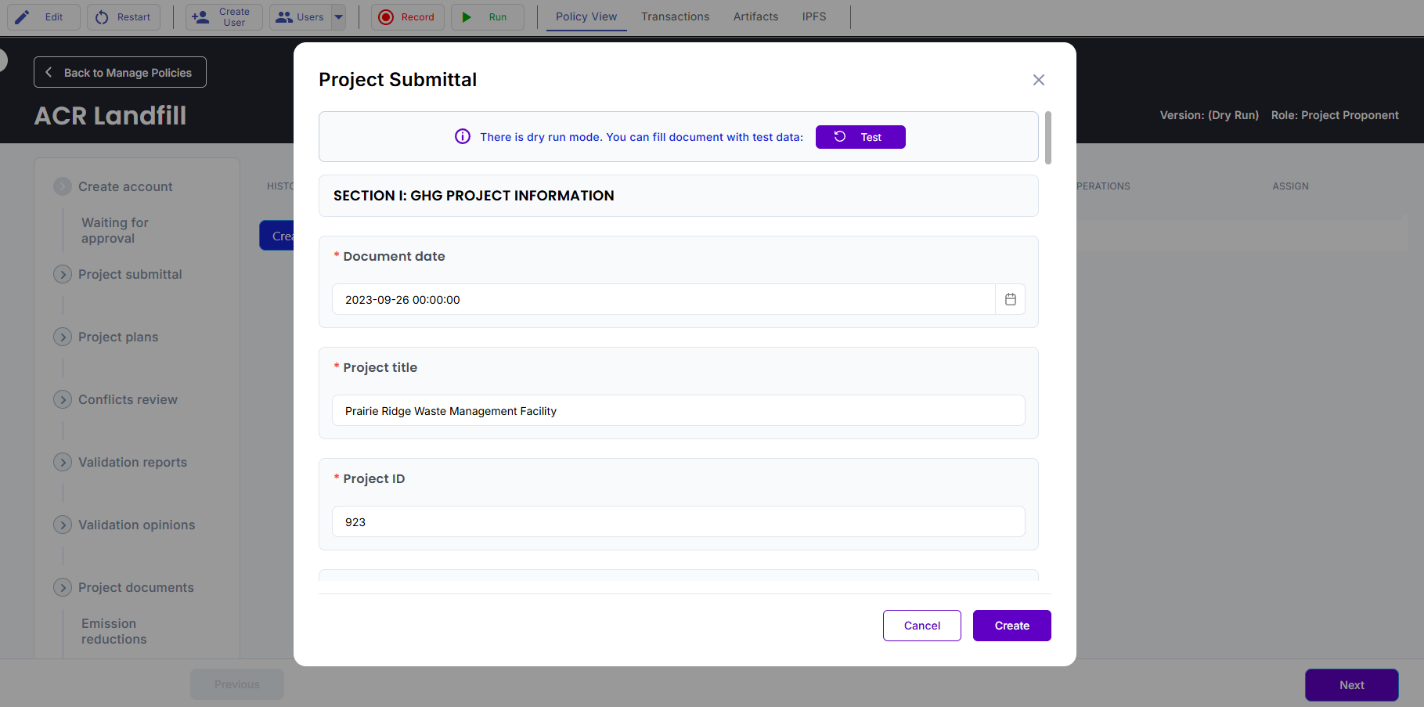 Edit
Restart
Create
User
Users
Record
Run
Policy View
Transactions
Artifacts
IPFS
Back to Manage Policies
ACR Landfill
Version: (Dry Run) Role: Project Proponent
Create account
Waiting for
approval
Project submittal
Project plans
Conflicts review
Validation reports
Validation opinions
Project documents
Emission
reductions
ASSIGN
Project Submittal
There is dry run mode. You can fill document with test data:
Test
SECTION I: GHG PROJECT INFORMATION
* Document date
2023-09-26 00:00:00
* Project title
Prairie Ridge Waste Management Facility
* Project ID
923
Cancel
Create
Previous
Next